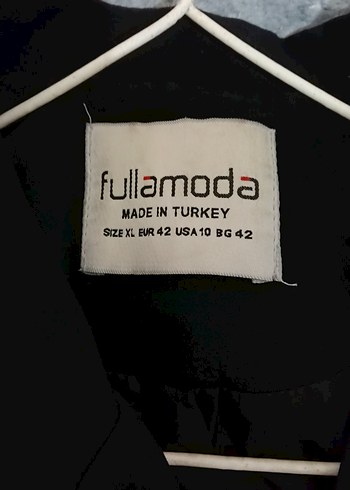 fullamoda
MADE IN TURKEY
SIZE XL EUR 42 USA 10 BG 42